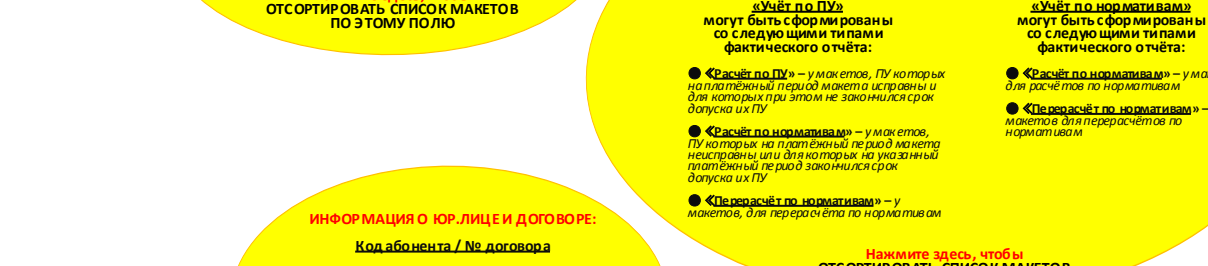 ОТСОРТИРОВАТЬ СПИСОК МАКЕТОВ
ПО ЭТОМУ ПОЛЮ
«Учёт по ПУ»
могут быть сформированы
со следующими типами
фактического отчёта:
● «Расчёт по ПУ» – у макетов, ПУ которых
на платёжный период макета исправны и
для которых при этом не закончился срок
допуска их ПУ
● «Расчёт по нормативам» – у макетов,
ПУ которых на платёжный период макета
неисправны или для которых на указанный
платёжный период закончился срок
допуска их ПУ
● «Перерасчёт по нормативам» – у
макетов, для перерасчёта по нормативам
«Учёт по нормативам»
могут быть сформированы
со следующими типами
фактического отчёта:
● «Расчёт по нормативам» – у
для расчётов по нормативам
● «Перерасчёт по нормативам» –
макетов для перерасчётов по
нормативам
ИНФОРМАЦИЯ О ЮР.ЛИЦЕ И ДОГОВОРЕ:
Код абонента / № договора
Нажмите здесь, чтобы
ОТСОРТИРОВАТЬ СПИСОК МАКЕТОВ